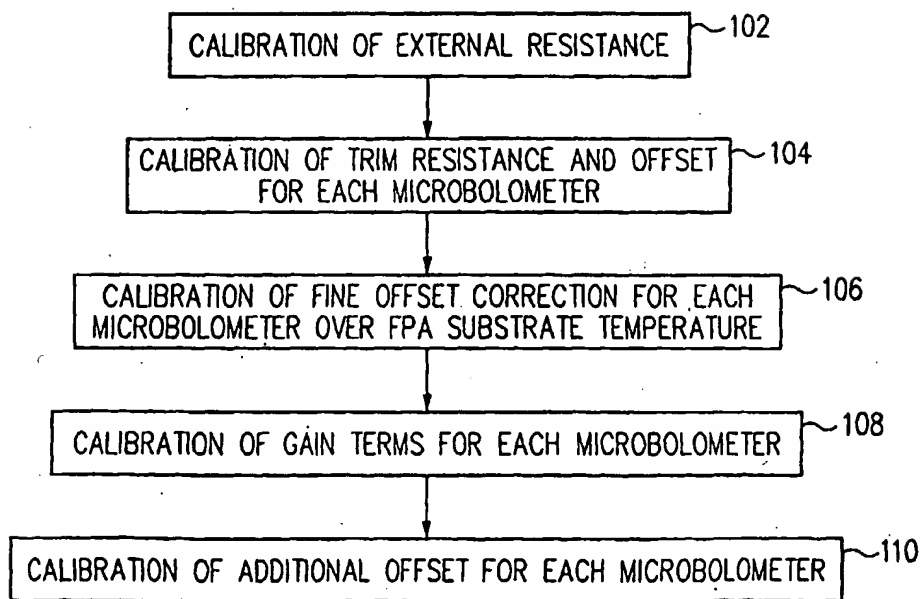 CALIBRATION OF EXTERNAL RESISTANCE
102
CALIBRATION OF TRIM RESISTANCE AND OFFSET
FOR EACH MICROBOLOMETER
104
CALIBRATION OF FINE OFFSET CORRECTION FOR EACH
MICROBOLOMETER OVER FPA SUBSTRATE TEMPERATURE
106
CALIBRATION OF GAIN TERMS FOR EACH MICROBOLOMETER
108
CALIBRATION OF ADDITIONAL OFFSET FOR EACH MICROBOLOMETER
110